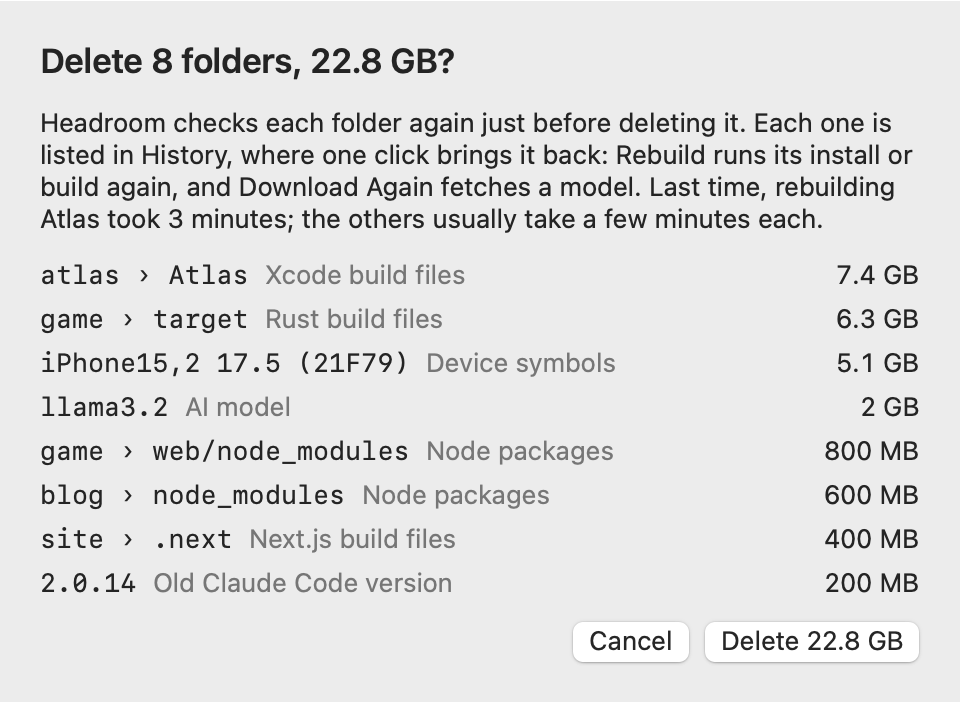 Delete 8 folders, 22.8 GB?
Headroom checks each folder again just before deleting it. Each one is
listed in History, where one click brings it back: Rebuild runs its install or
build again, and Download Again fetches a model. Last time, rebuilding
Atlas took 3 minutes; the others usually take a few minutes each.
atlas › Atlas Xcode build files 7.4 GB
game › target Rust build files 6.3 GB
iPhone15,2 17.5 (21F79) Device symbols 5.1 GB
llama3.2 AI model 2 GB
game › web/node_modules Node packages 800 MB
blog › node_modules Node packages 600 MB
site › .next Next.js build files 400 MB
2.0.14 Old Claude Code version 200 MB
Cancel Delete 22.8 GB